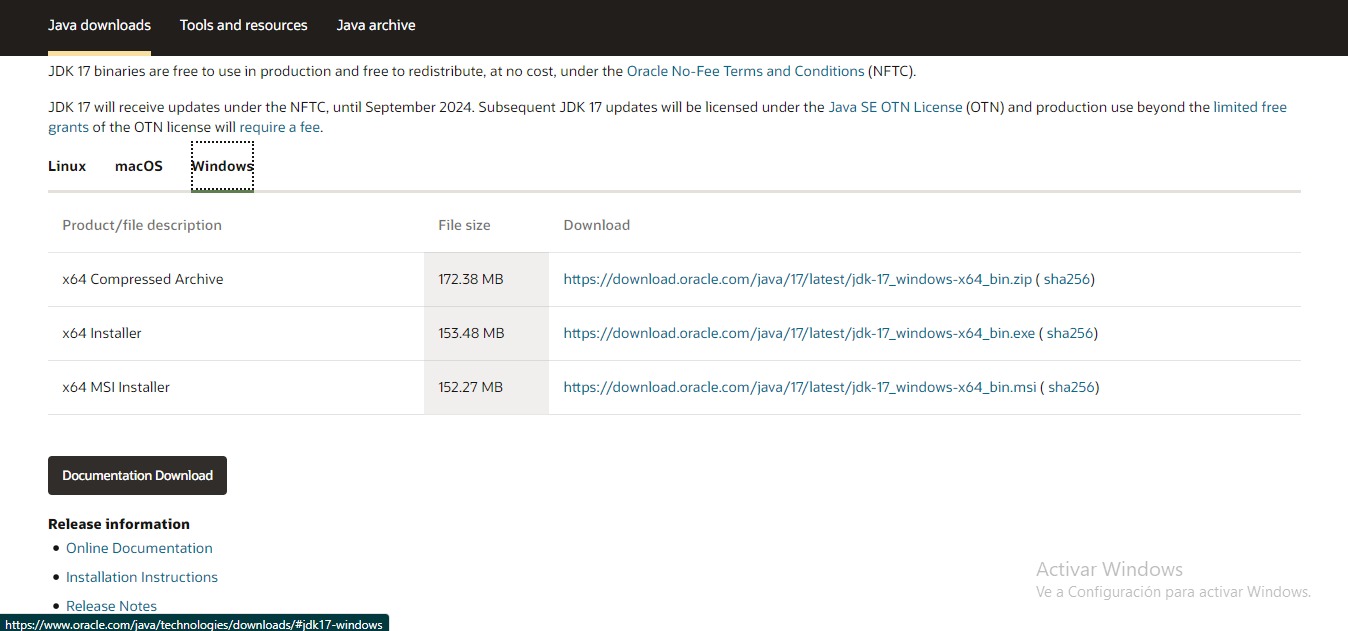 Java downloads Tools and resources Java archive
JDK 17 binaries are free to use in production and free to redistribute, at no cost, under the Oracle No-Fee Terms and Conditions (NFTC).
JDK 17 will receive updates under the NFTC, until September 2024. Subsequent JDK 17 updates will be licensed under the Java SE OTN License (OTN) and production use beyond the limited free
grants of the OTN license will require a fee.
Linux macOS Windows
Product/file description File size Download
x64 Compressed Archive 172.38 MB https://download.oracle.com/java/17/latest/jdk-17_windows-x64_bin.zip ( sha256)
x64 Installer 153.48 MB https://download.oracle.com/java/17/latest/jdk-17_windows-x64_bin.exe ( sha256)
x64 MSI Installer 152.27 MB https://download.oracle.com/java/17/latest/jdk-17_windows-x64_bin.msi ( sha256)
Documentation Download
Release information
• Online Documentation
• Installation Instructions
• Release Notes
Activar Windows
Ve a Configuración para activar Windows.
https://www.oracle.com/java/technologies/downloads/#jdk17-windows